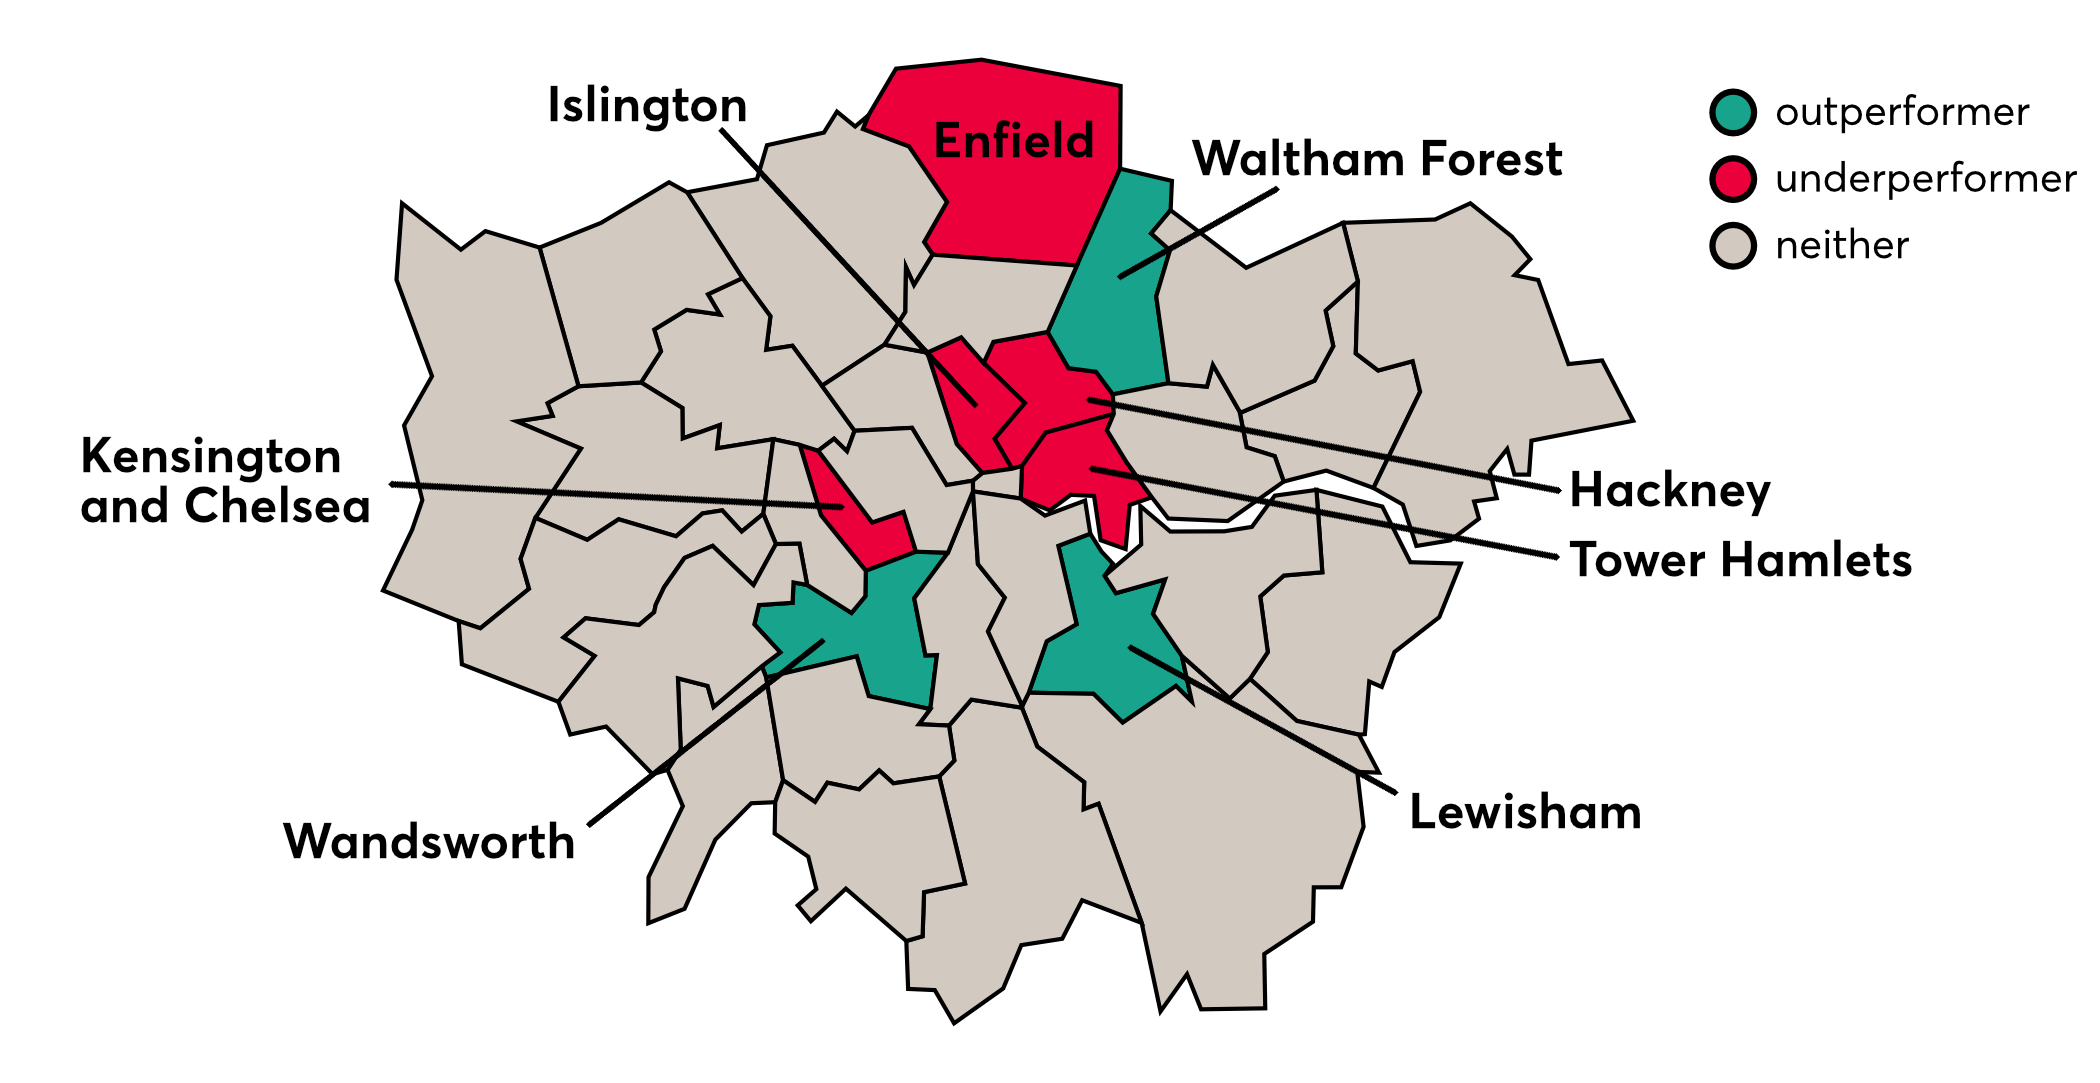 Islington
Enfield
Waltham Forest
outperformer
underperformer
neither
Kensington
and Chelsea
Hackney
Tower Hamlets
Wandsworth
Lewisham